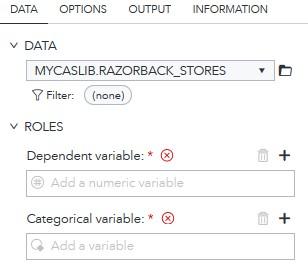 DATA OPTIONS OUTPUT INFORMATION
DATA
MYCASLIB.RAZORBACK_STORES
Filter: (none)
ROLES
Dependent variable: *
Add a numeric variable
Categorical variable: *
Add a variable